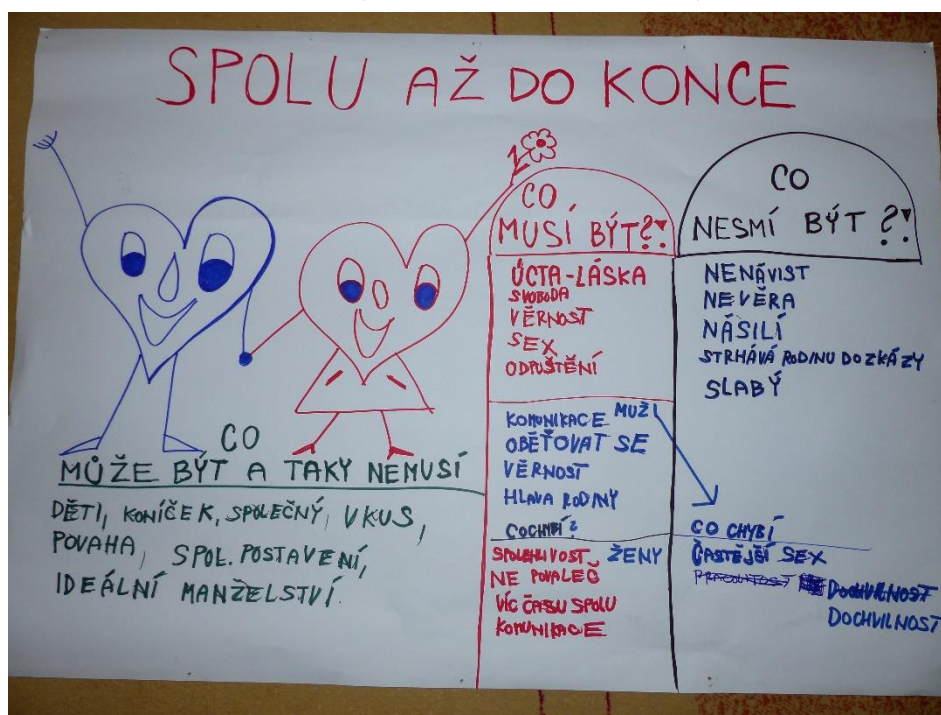 SPOLU AŽ DO KONCE
CO
MŮŽE BÝT A TAKY NEMUSÍ
DĚTI, KONÍČEK, SPOLEČNÝ, VKUS,
POVAHA, SPOL. POSTAVENÍ,
IDEÁLNÍ MANŽELSTVÍ.
CO
MUSÍ BÝT?!
ÚCTA-LÁSKA
SVOBODA
VĚRNOST
SEX
ODPUŠTĚNÍ
KOMUNIKACE MUŽI
OBĚŤOVAT SE
VĚRNOST
HLAVA RODINY
CO CHYBÍ?
SPOLEHLIVOST ŽENY
NE POVALEČ
VÍC ČASU SPOLU
KOMUNIKACE
CO
NESMÍ BÝT?!
NENÁVIST
NEVĚRA
NÁSILÍ
STRHÁVÁ RODINU DO ZKÁZY
SLABÝ
CO CHYBÍ
ČASTĚJŠÍ SEX
DOCHVILNOST
DOCHVILNOST